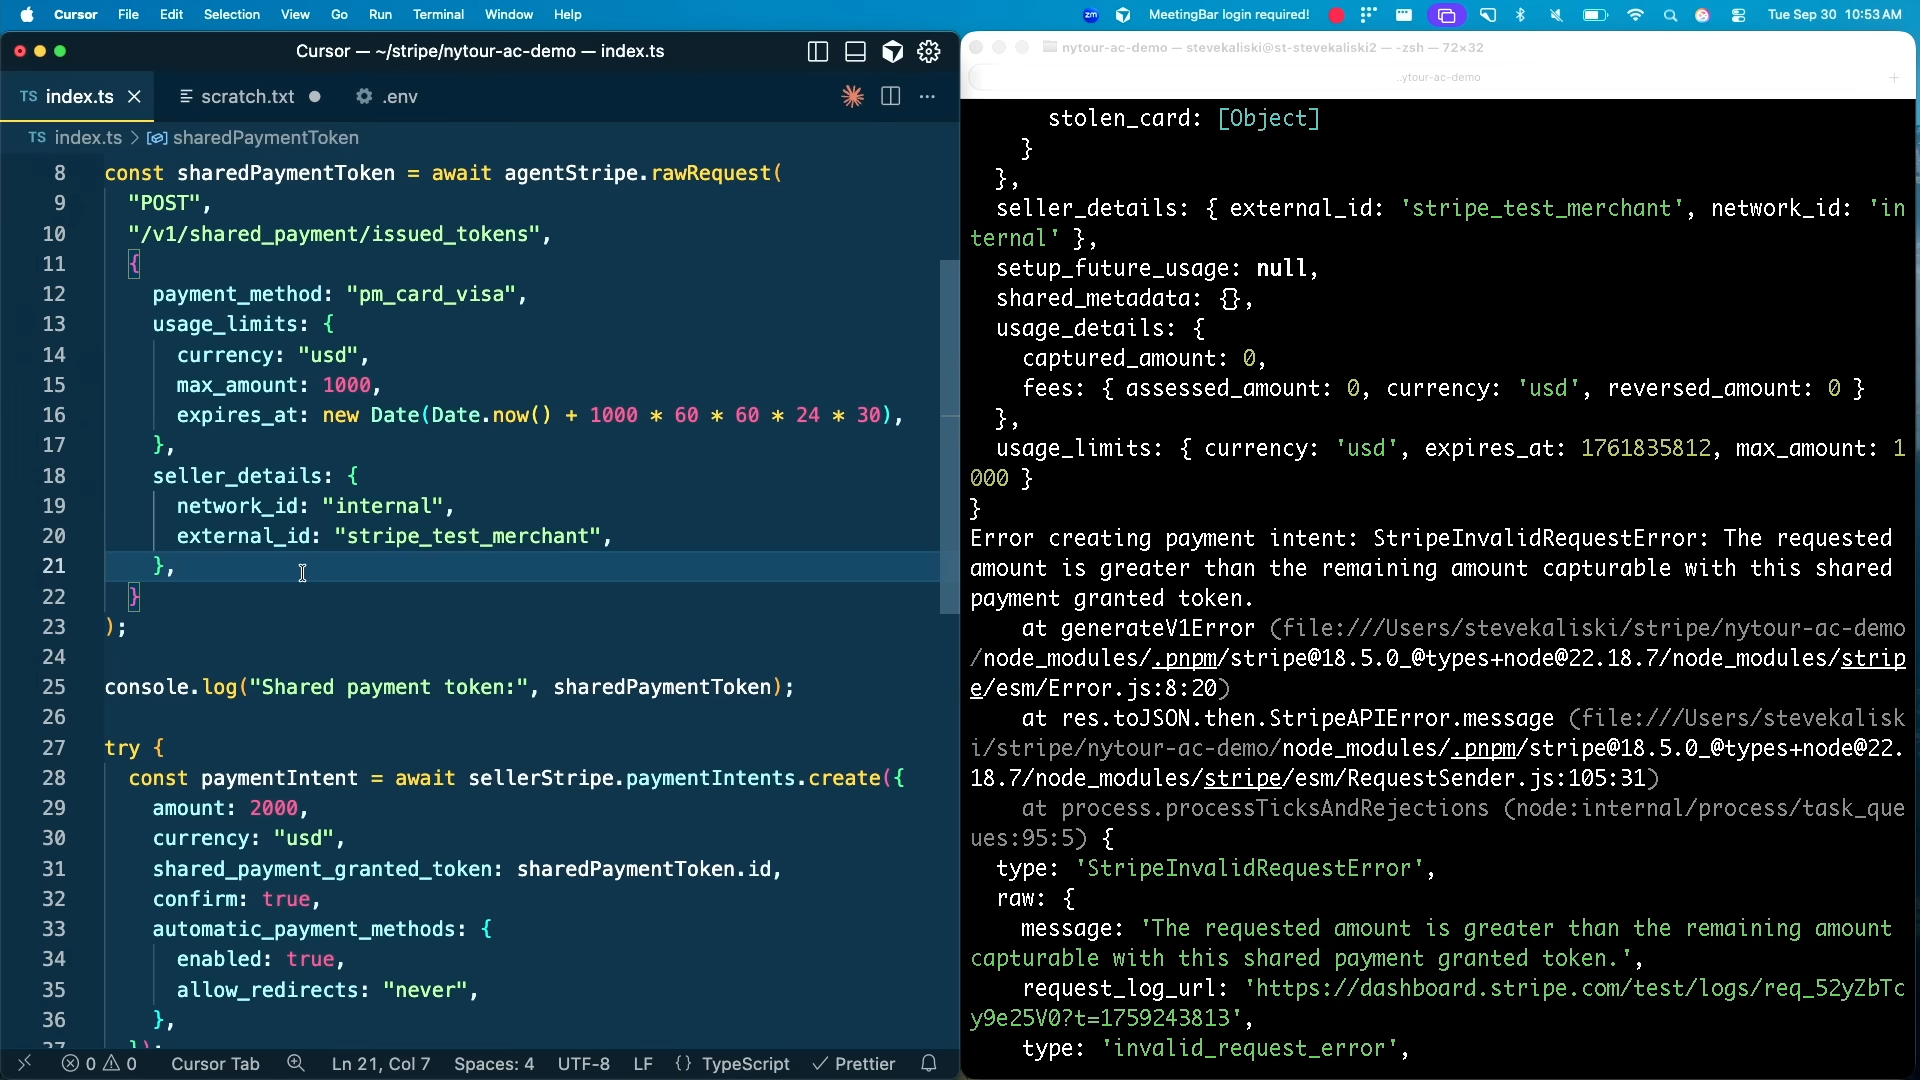 Cursor File Edit Selection View Go Run Terminal Window Help
zm MeetingBar login required! Tue Sep 30 10:53 AM
Cursor — ~/stripe/nytour-ac-demo — index.ts
TS index.ts scratch.txt .env
TS index.ts > sharedPaymentToken
8 const sharedPaymentToken = await agentStripe.rawRequest(
9 "POST",
10 "/v1/shared_payment/issued_tokens",
11 {
12 payment_method: "pm_card_visa",
13 usage_limits: {
14 currency: "usd",
15 max_amount: 1000,
16 expires_at: new Date(Date.now() + 1000 * 60 * 60 * 24 * 30),
17 },
18 seller_details: {
19 network_id: "internal",
20 external_id: "stripe_test_merchant",
21 },
22 }
23 );
24
25 console.log("Shared payment token:", sharedPaymentToken);
26
27 try {
28 const paymentIntent = await sellerStripe.paymentIntents.create({
29 amount: 2000,
30 currency: "usd",
31 shared_payment_granted_token: sharedPaymentToken.id,
32 confirm: true,
33 automatic_payment_methods: {
34 enabled: true,
35 allow_redirects: "never",
36 },
37 });
0 0 Cursor Tab Ln 21, Col 7 Spaces: 4 UTF-8 LF {} TypeScript ✓ Prettier
nytour-ac-demo — stevekaliski@st-stevekaliski2 — -zsh — 72×32
..ytour-ac-demo +
stolen_card: [Object]
}
},
seller_details: { external_id: 'stripe_test_merchant', network_id: 'in
ternal' },
setup_future_usage: null,
shared_metadata: {},
usage_details: {
captured_amount: 0,
fees: { assessed_amount: 0, currency: 'usd', reversed_amount: 0 }
},
usage_limits: { currency: 'usd', expires_at: 1761835812, max_amount: 1
000 }
}
Error creating payment intent: StripeInvalidRequestError: The requested
amount is greater than the remaining amount capturable with this shared
payment granted token.
at generateV1Error (file:///Users/stevekaliski/stripe/nytour-ac-demo
/node_modules/.pnpm/stripe@18.5.0_@types+node@22.18.7/node_modules/strip
e/esm/Error.js:8:20)
at res.toJSON.then.StripeAPIError.message (file:///Users/stevekalisk
i/stripe/nytour-ac-demo/node_modules/.pnpm/stripe@18.5.0_@types+node@22.
18.7/node_modules/stripe/esm/RequestSender.js:105:31)
at process.processTicksAndRejections (node:internal/process/task_que
ues:95:5) {
type: 'StripeInvalidRequestError',
raw: {
message: 'The requested amount is greater than the remaining amount
capturable with this shared payment granted token.',
request_log_url: 'https://dashboard.stripe.com/test/logs/req_52yZbTc
y9e25V0?t=1759243813',
type: 'invalid_request_error',